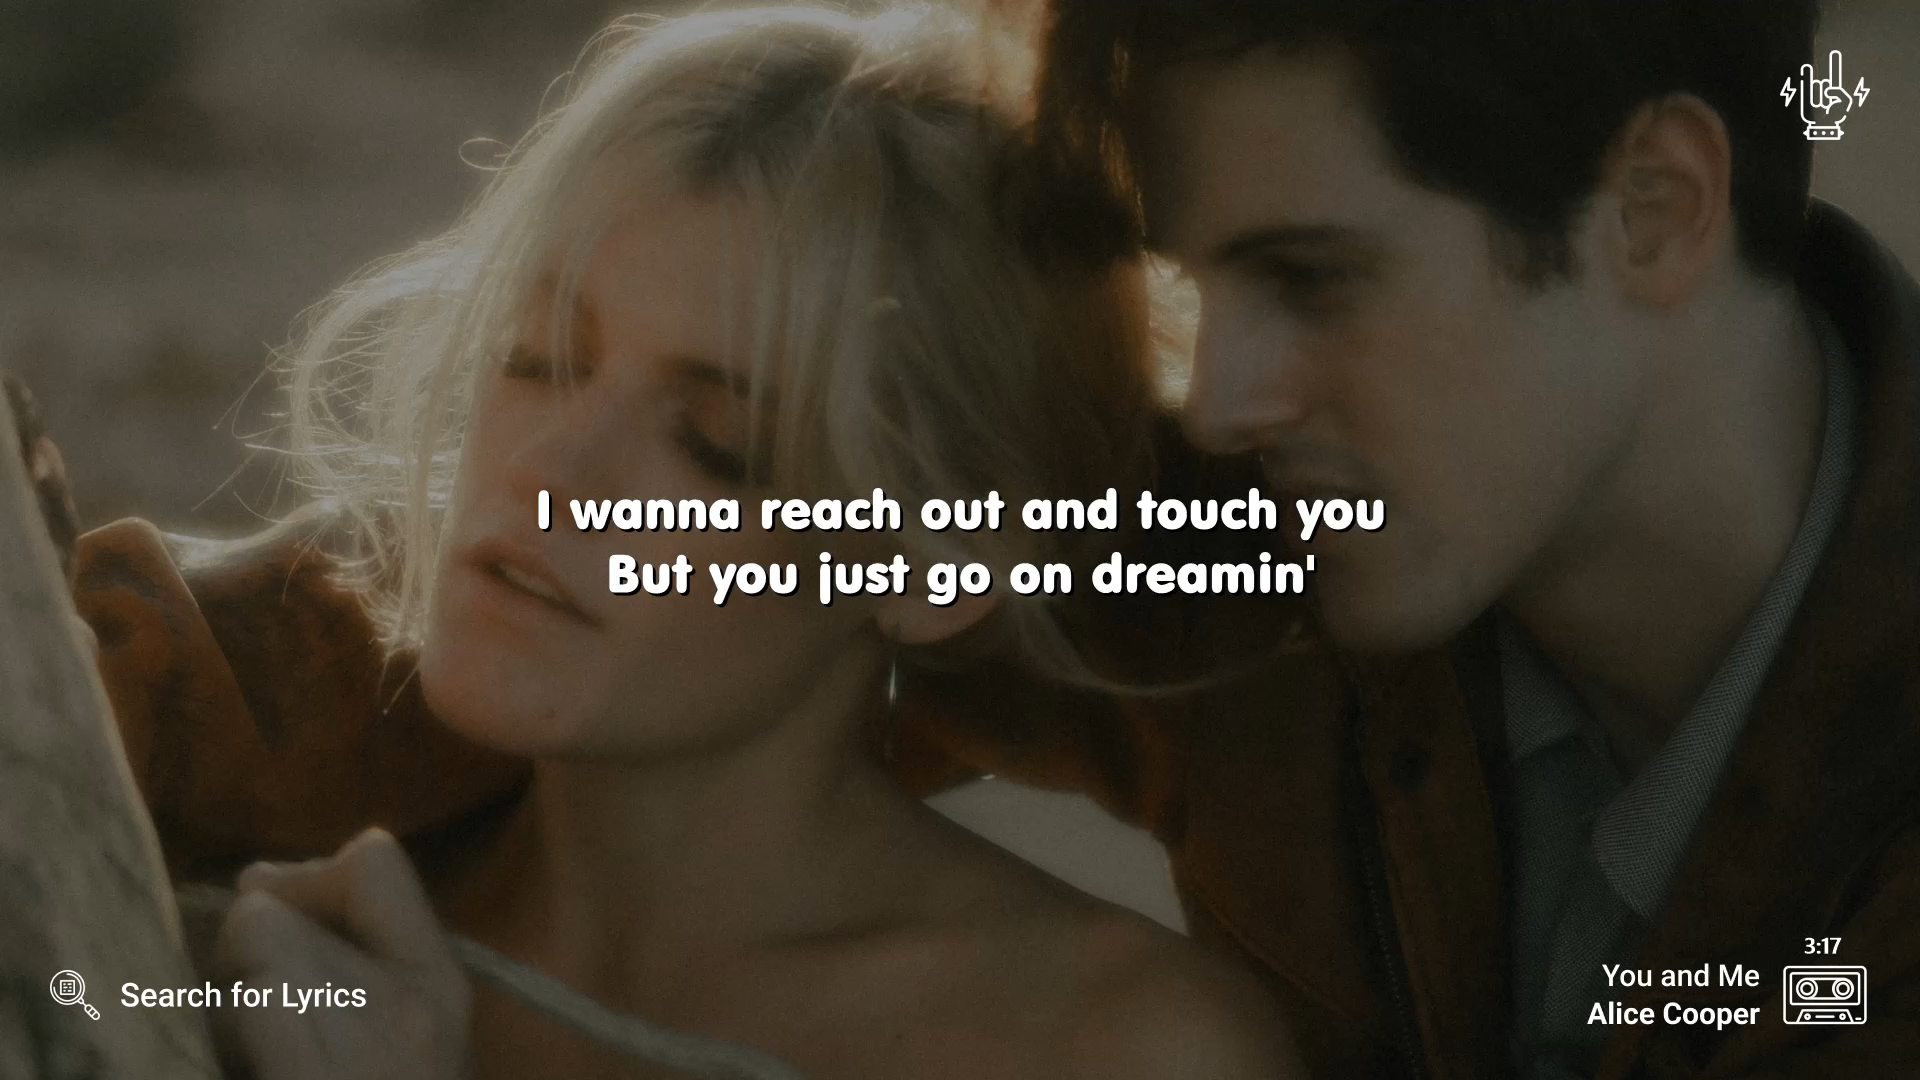 I wanna reach out and touch you
But you just go on dreamin'
Search for Lyrics
3:17
You and Me
Alice Cooper